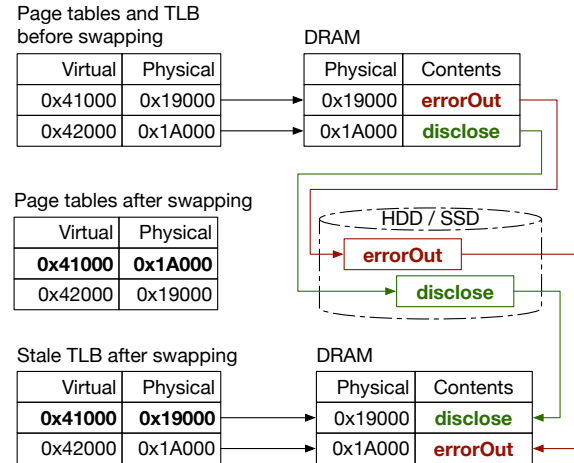 Page tables and TLB
before swapping
Virtual Physical
0x41000 0x19000
0x42000 0x1A000
DRAM
Physical Contents
0x19000 errorOut
0x1A000 disclose
Page tables after swapping
Virtual Physical
0x41000 0x1A000
0x42000 0x19000
HDD / SSD
errorOut
disclose
Stale TLB after swapping
Virtual Physical
0x41000 0x19000
0x42000 0x1A000
DRAM
Physical Contents
0x19000 disclose
0x1A000 errorOut